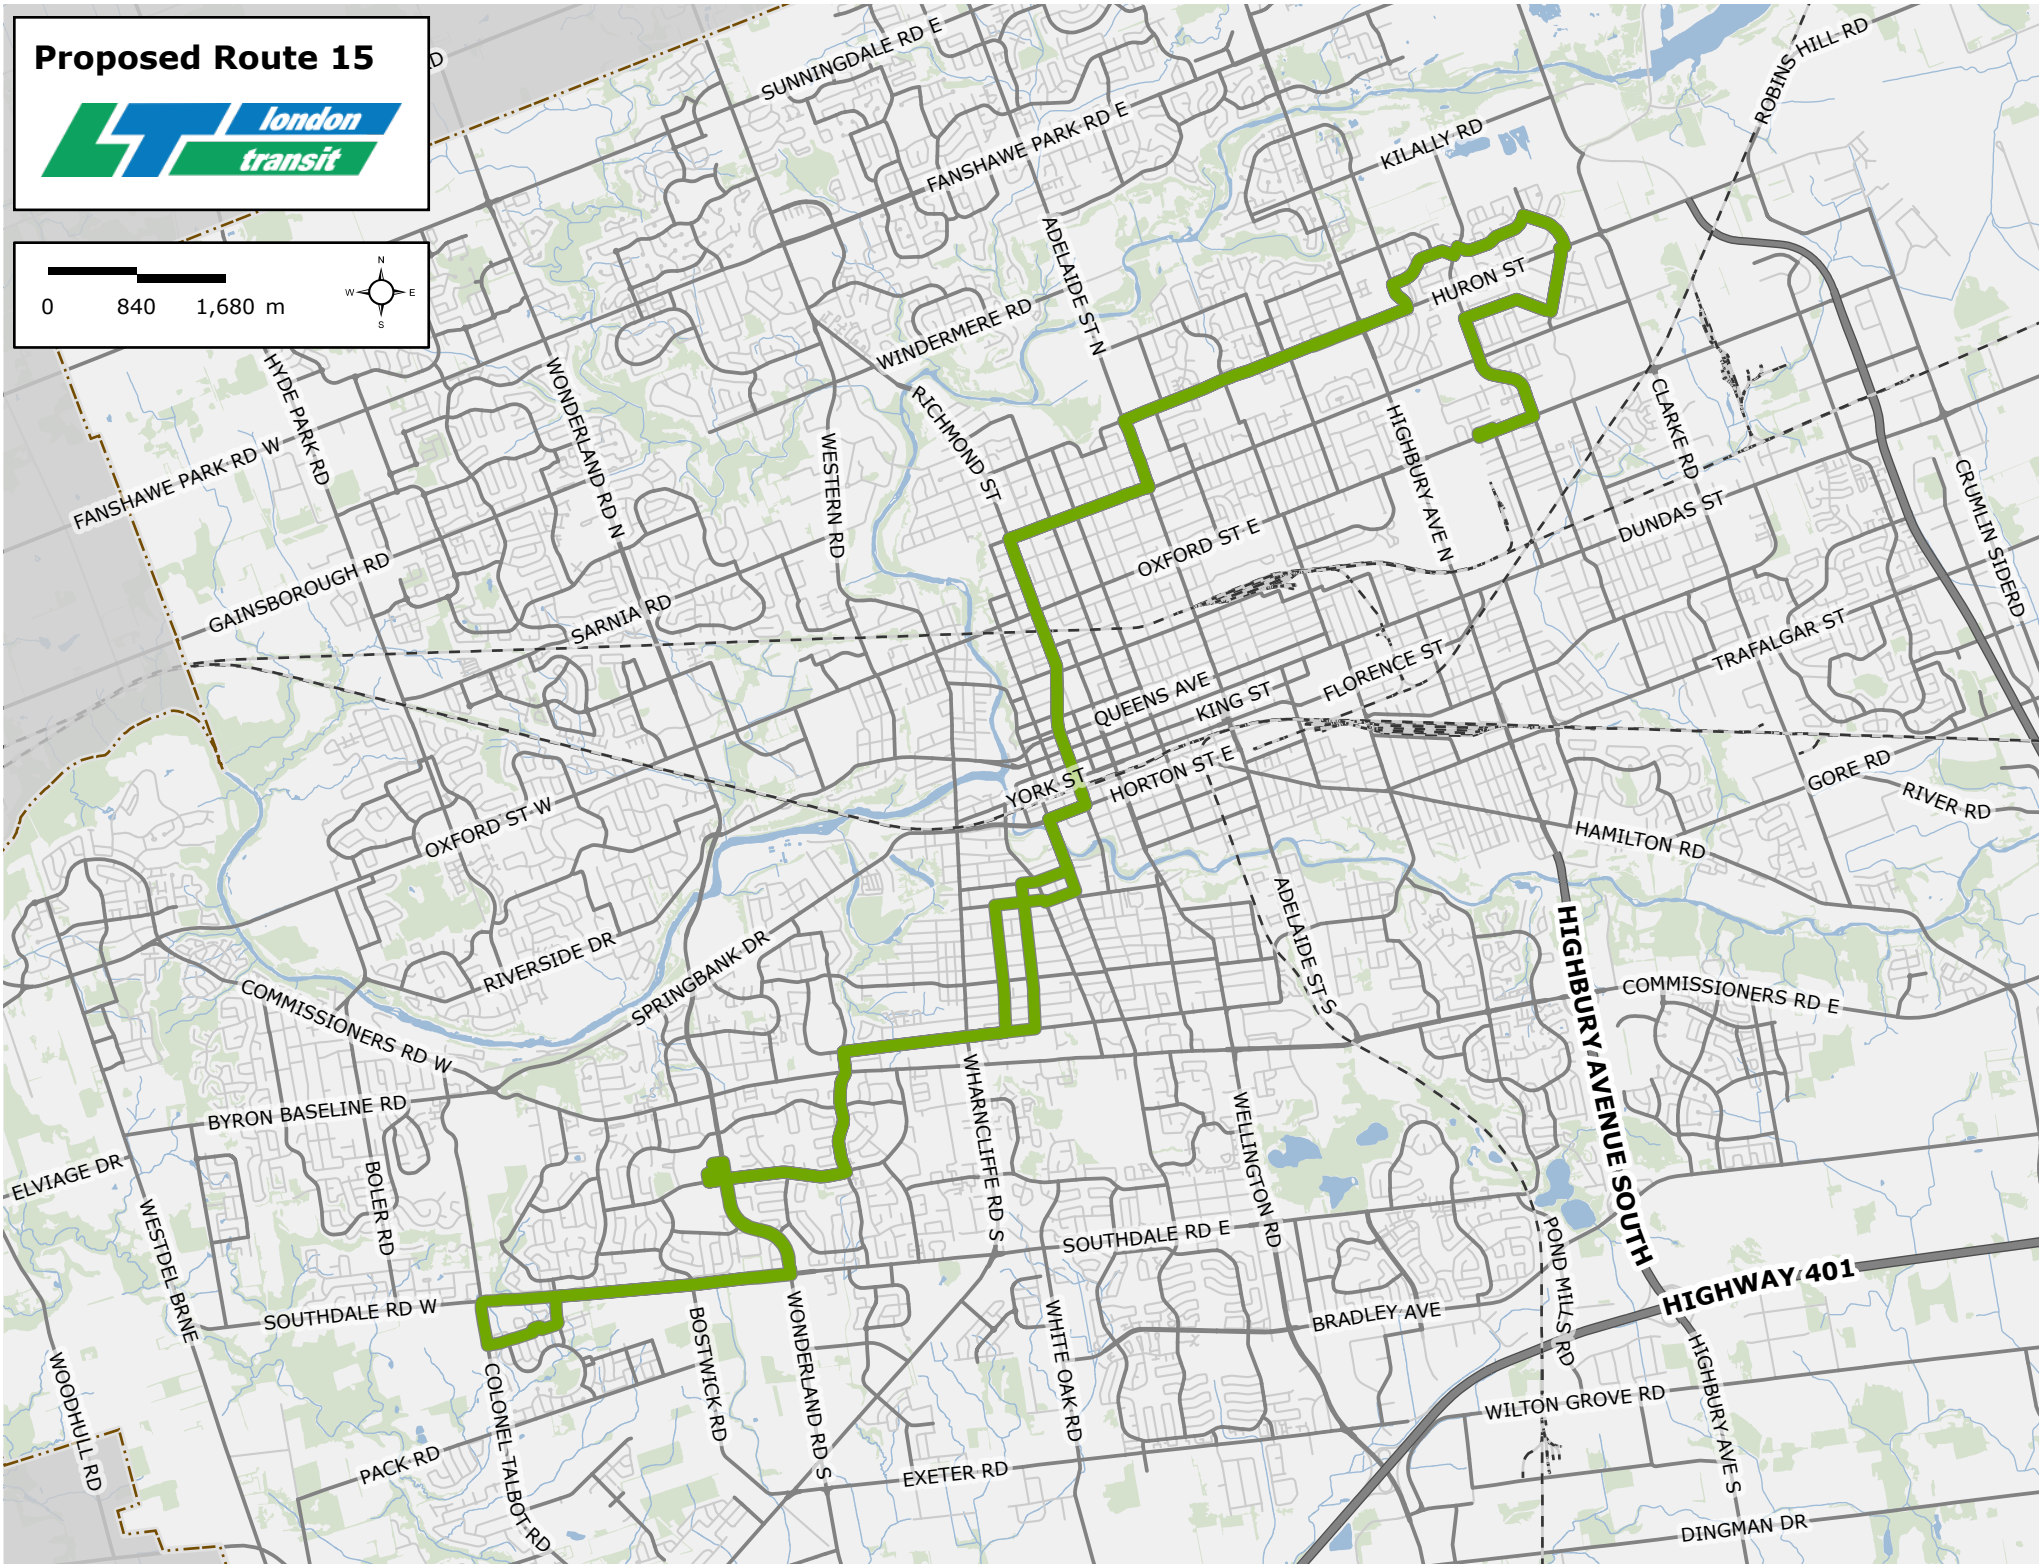 Proposed Route 15
london
transit
0 840 1,680 m
N
W E
S
RD
SUNNINGDALE RD E
ROBINS HILL RD
FANSHAWE PARK RD E
KILALLY RD
ADELAIDE ST N
HURON ST
WINDERMERE RD
HYDE PARK RD
WONDERLAND RD N
RICHMOND ST
WESTERN RD
HIGHBURY AVE N
CLARKE RD
FANSHAWE PARK RD W
CRUMLIN SIDERD
DUNDAS ST
OXFORD ST E
GAINSBOROUGH RD
SARNIA RD
TRAFALGAR ST
FLORENCE ST
QUEENS AVE
KING ST
YORK ST
HORTON ST E
GORE RD
RIVER RD
OXFORD ST W
HAMILTON RD
ADELAIDE ST S
RIVERSIDE DR
SPRINGBANK DR
HIGHBURY AVENUE SOUTH
COMMISSIONERS RD E
COMMISSIONERS RD W
BYRON BASELINE RD
WHARNCLIFFE RD S
WELLINGTON RD
ELVIAGE DR
BOLER RD
WESTDEL BRNE
SOUTHDALE RD E
POND MILLS RD
HIGHWAY 401
SOUTHDALE RD W
BRADLEY AVE
BOSTWICK RD
WONDERLAND RD S
WHITE OAK RD
WOODHULL RD
COLONEL TALBOT RD
HIGHBURY AVE S
WILTON GROVE RD
PACK RD
EXETER RD
DINGMAN DR
LT